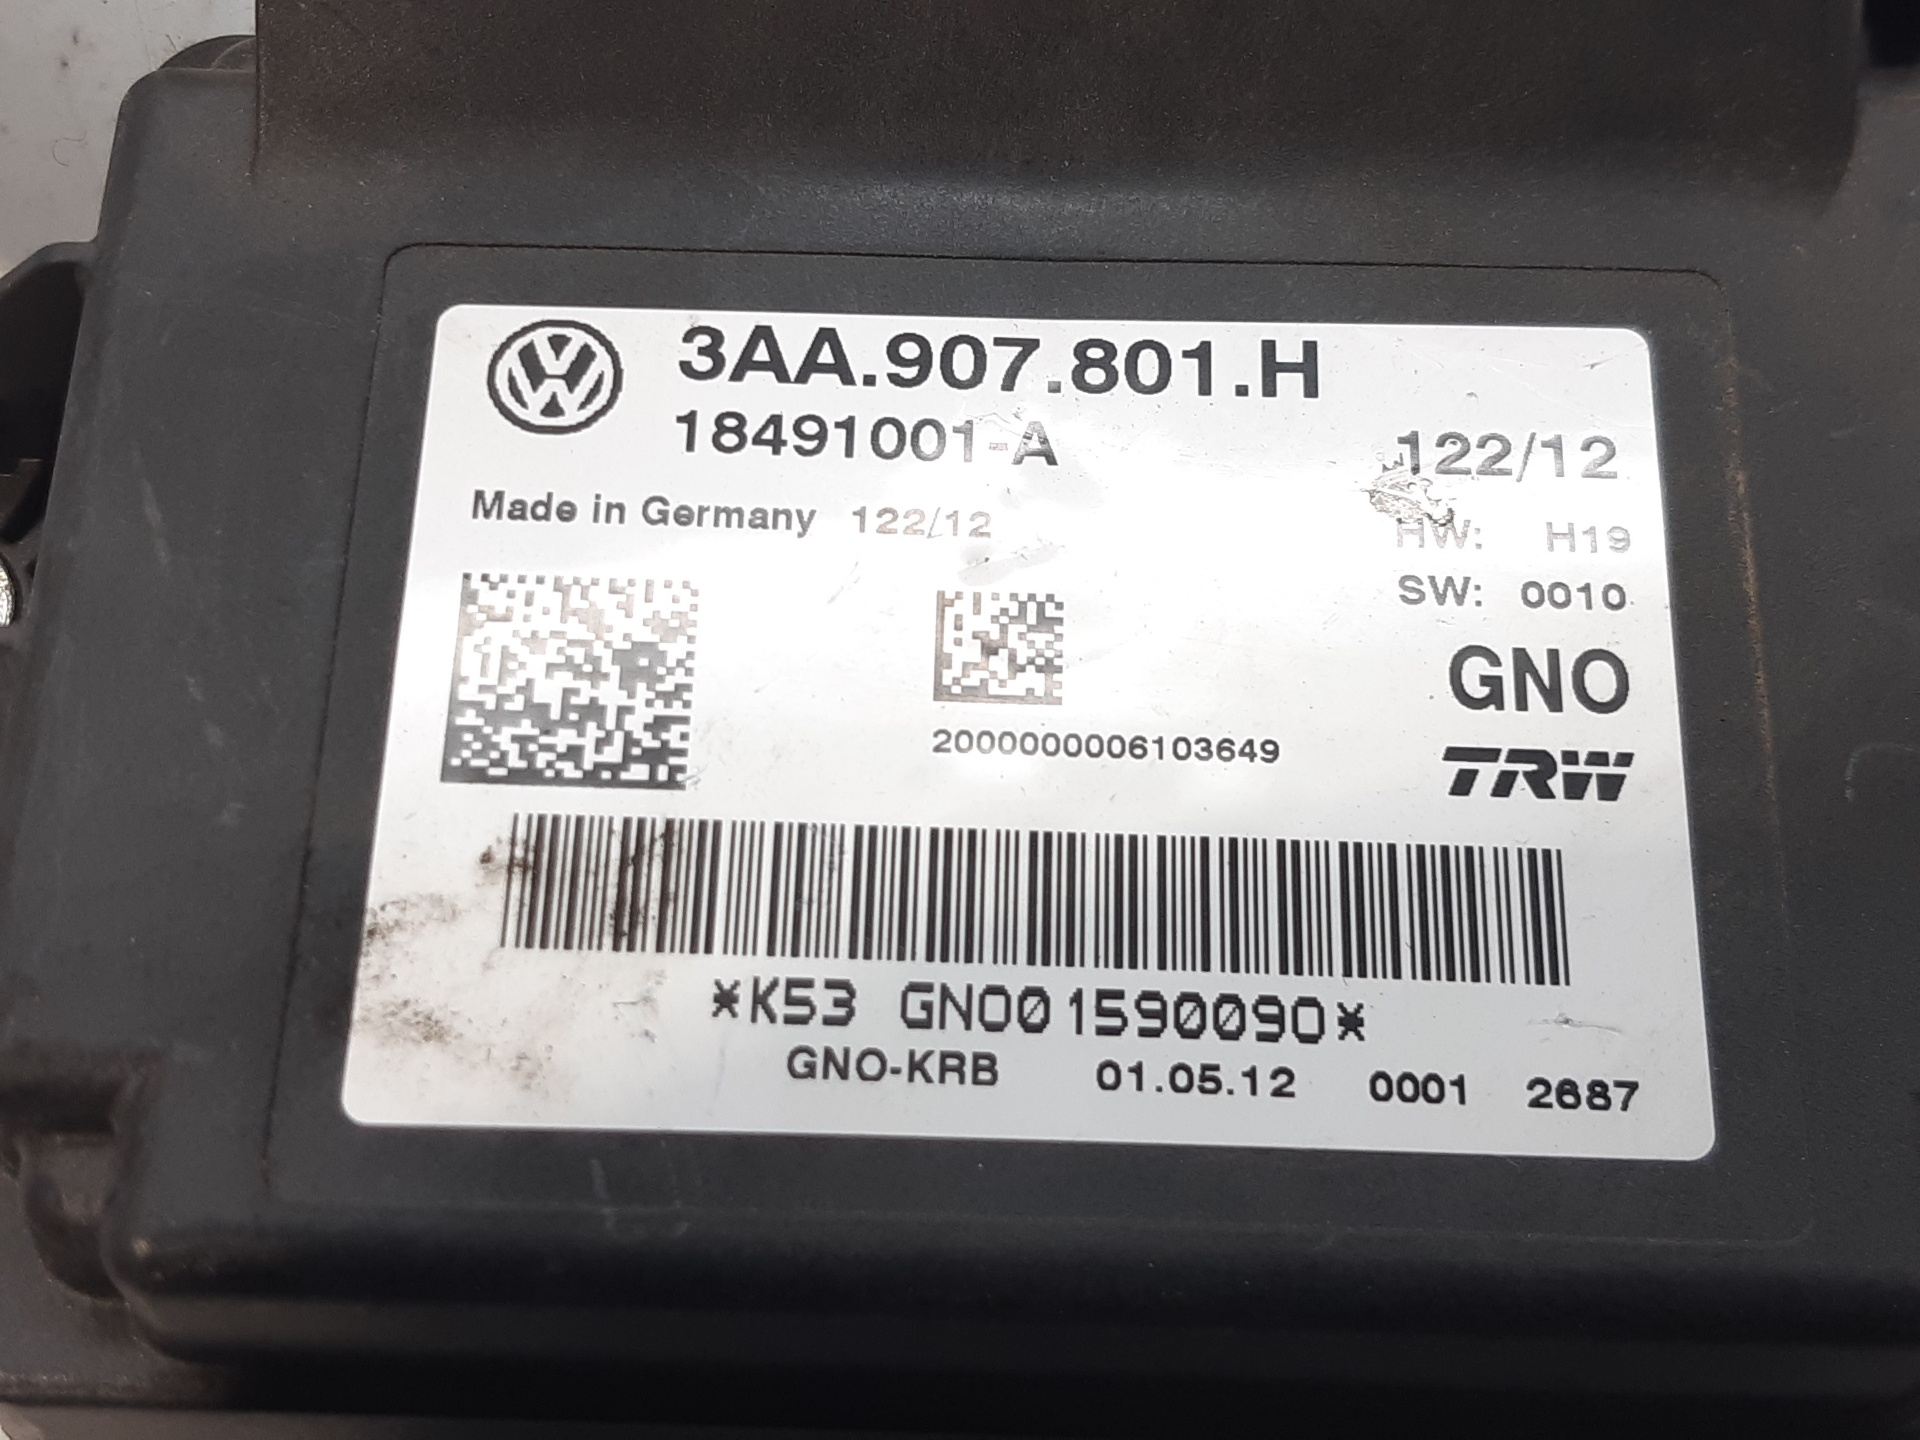 3AA.907.801.H
18491001-A
122/12
Made in Germany 122/12
HW: H19
SW: 0010
GNO
2000000006103649
TRW
*K53 GNO01590090*
GNO-KRB 01.05.12 0001 2687